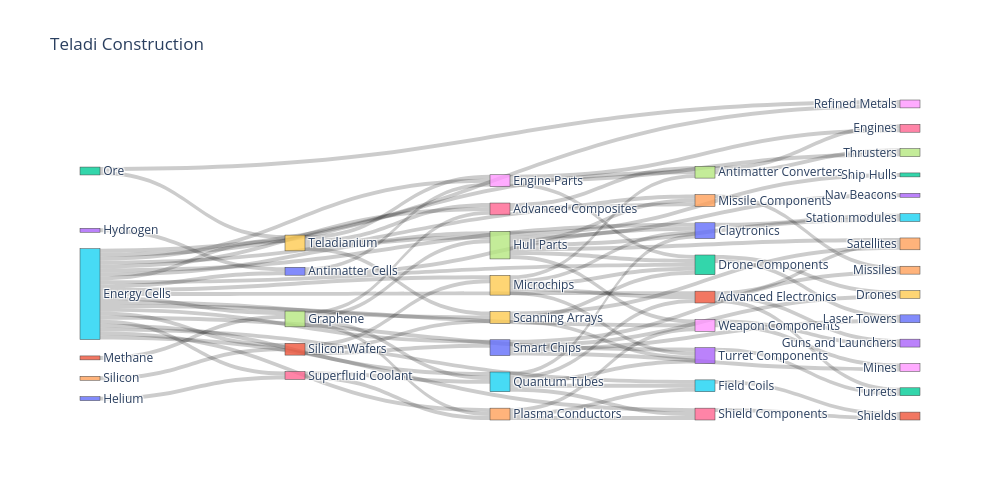 Teladi Construction
Ore
Hydrogen
Energy Cells
Methane
Silicon
Helium
Teladianium
Antimatter Cells
Graphene
Silicon Wafers
Superfluid Coolant
Engine Parts
Advanced Composites
Hull Parts
Microchips
Scanning Arrays
Smart Chips
Quantum Tubes
Plasma Conductors
Antimatter Converters
Missile Components
Claytronics
Drone Components
Advanced Electronics
Weapon Components
Turret Components
Field Coils
Shield Components
Refined Metals
Engines
Thrusters
Ship Hulls
Nav Beacons
Station modules
Satellites
Missiles
Drones
Laser Towers
Guns and Launchers
Mines
Turrets
Shields